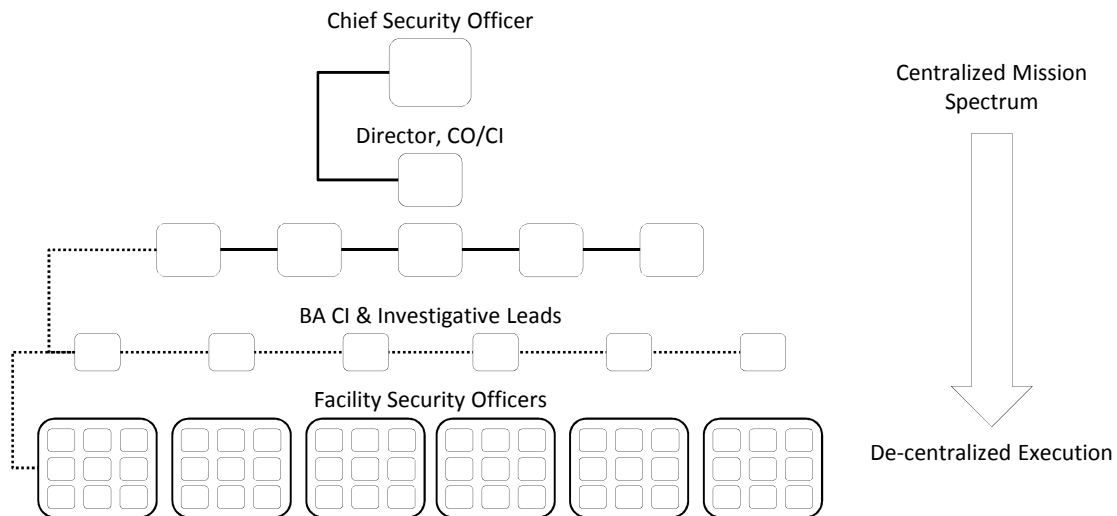 Chief Security Officer
Centralized Mission
Spectrum
Director, CO/CI
BA CI & Investigative Leads
Facility Security Officers
De-centralized Execution